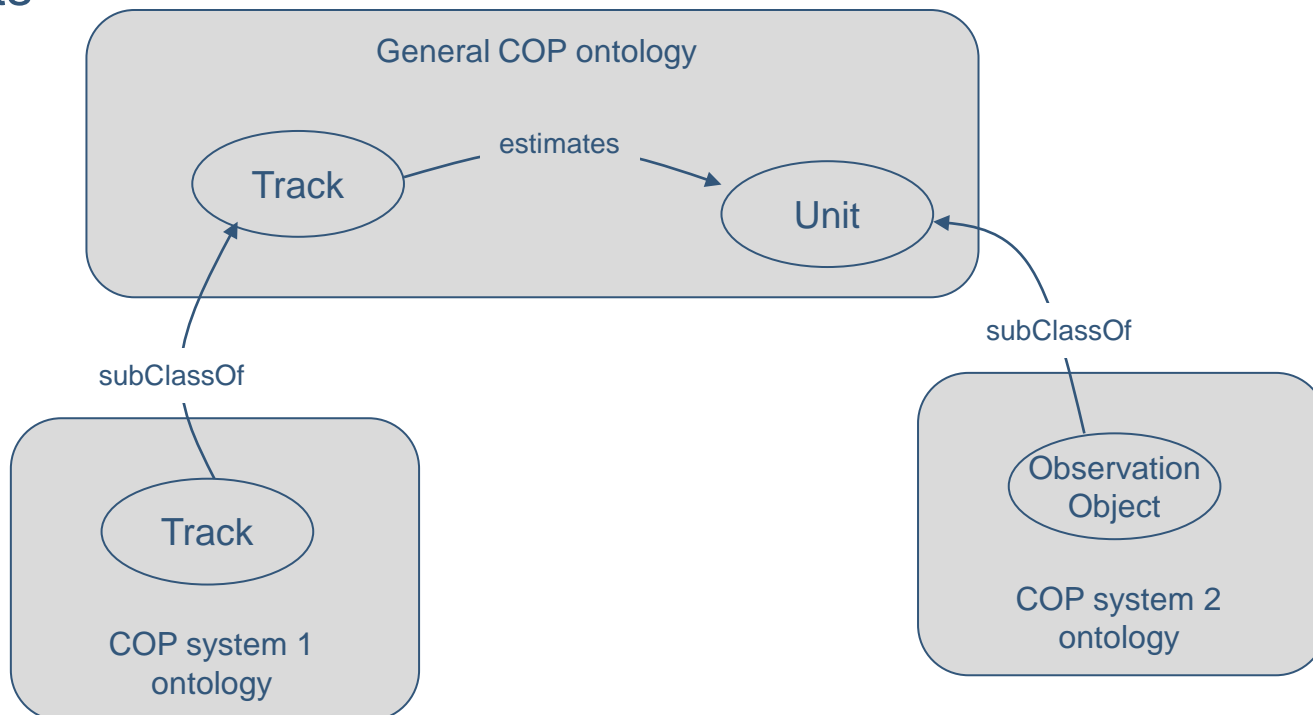 General COP ontology
estimates
Track
Unit
subClassOf
subClassOf
Observation
Object
Track
COP system 2
ontology
COP system 1
ontology